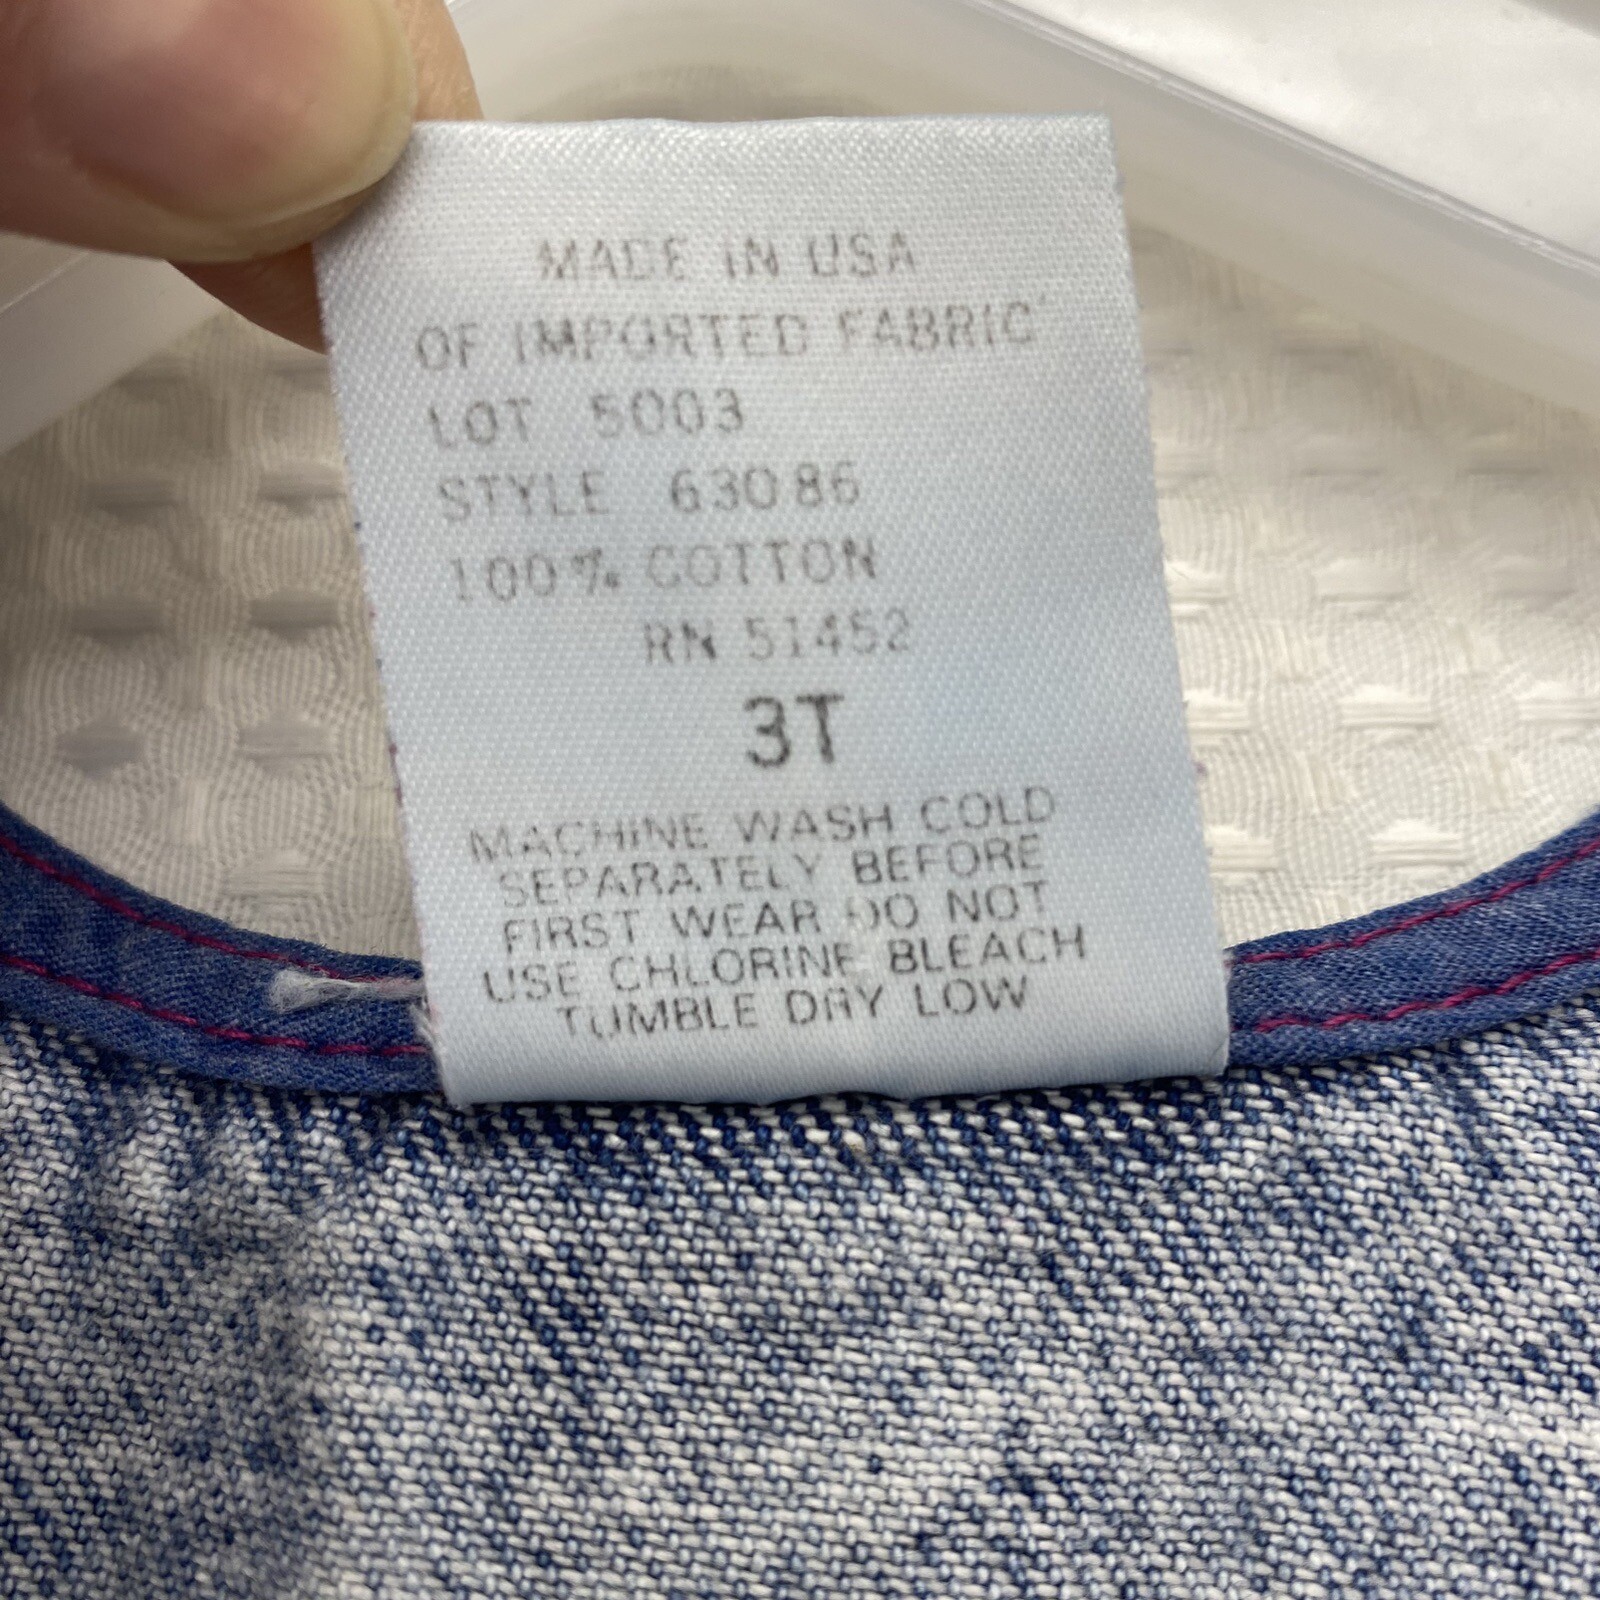 MADE IN USA
OF IMPORTED FABRIC
LOT 5003
STYLE 63086
100% COTTON
RN 51452
3T
MACHINE WASH COLD
SEPARATELY BEFORE
FIRST WEAR DO NOT
USE CHLORINE BLEACH
TUMBLE DRY LOW